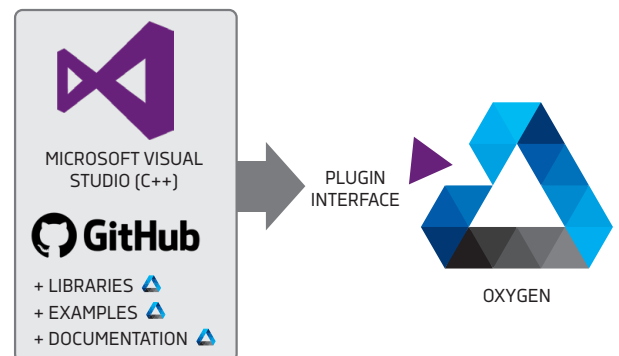 MICROSOFT VISUAL
STUDIO (C++)
GitHub
+ LIBRARIES
+ EXAMPLES
+ DOCUMENTATION
PLUGIN
INTERFACE
OXYGEN